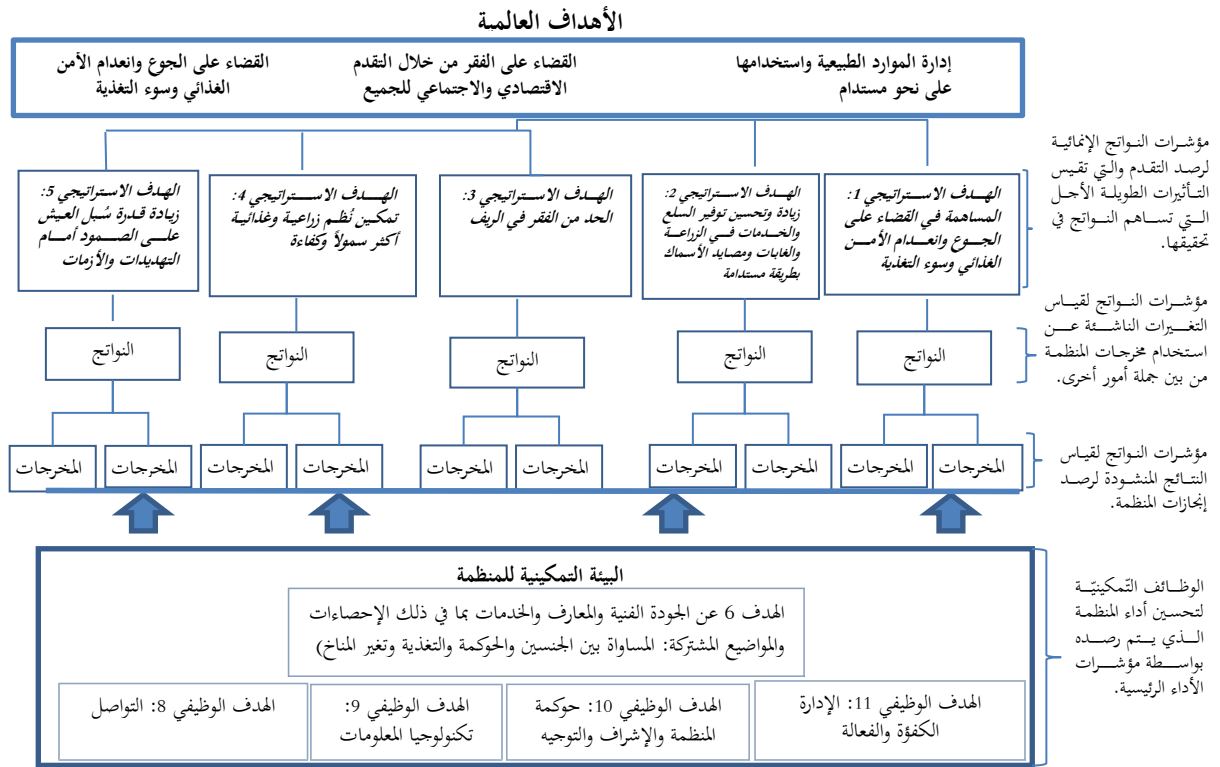 الأهداف العالمية
إدارة الموارد الطبيعية واستخدامها
على نحو مستدام
القضاء على الفقر من خلال التقدم
الاقتصادي والاجتماعي للجميع
القضاء على الجوع وانعدام الأمن
الغذائي وسوء التغذية
مؤشرات النواتج الإنمائية
لرصد التقدم والتي تقيس
التأثيرات الطويلة الأجل
التي تساهم النواتج في
تحقيقها.
الهدف الاستراتيجي 1:
المساهمة في القضاء على
الجوع وانعدام الأمن
الغذائي وسوء التغذية
الهدف الاستراتيجي 2:
زيادة وتحسين توفير السلع
والخدمات في الزراعة
والغابات ومصايد الأسماك
بطريقة مستدامة
الهدف الاستراتيجي 3:
الحد من الفقر في الريف
الهدف الاستراتيجي 4:
تمكين نُظم زراعية وغذائية
أكثر سمولاً وكفاءة
الهدف الاستراتيجي 5:
زيادة قدرة سُبل العيش
على الصمود أمام
التهديدات والأزمات
مؤشرات النواتج لقياس
التغييرات الناشئة عن
استخدام مخرجات المنظمة
من بين جملة أمور أخرى.
النواتج
النواتج
النواتج
النواتج
النواتج
مؤشرات النواتج لقياس
النتائج المنشودة لرصد
إنجازات المنظمة.
المخرجات
المخرجات
المخرجات
المخرجات
المخرجات
المخرجات
المخرجات
المخرجات
المخرجات
المخرجات
البيئة التمكينية للمنظمة
الهدف 6 عن الجودة الفنية والمعارف والخدمات بما في ذلك الإحصاءات
والمواضيع المشتركة: المساواة بين الجنسين والحوكمة والتغذية وتغير المناخ)
الهدف الوظيفي 11: الإدارة
الكفؤة والفعالة
الهدف الوظيفي 10: حوكمة
المنظمة والإشراف والتوجيه
الهدف الوظيفي 9:
تكنولوجيا المعلومات
الهدف الوظيفي 8: التواصل
الوظائف التّمكينيّة
لتحسين أداء المنظمة
الذي يتم رصده
بواسطة مؤشرات
الأداء الرئيسية.